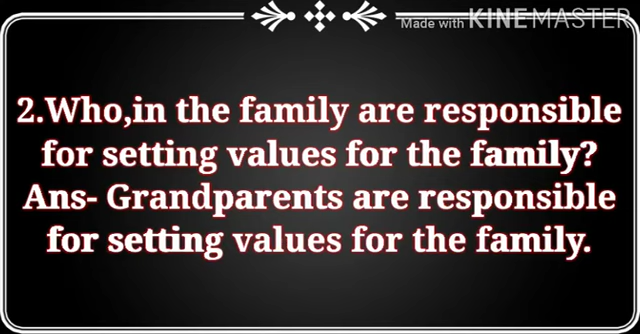 Made with KINEMASTER
2.Who,in the family are responsible
for setting values for the family?
Ans- Grandparents are responsible
for setting values for the family.